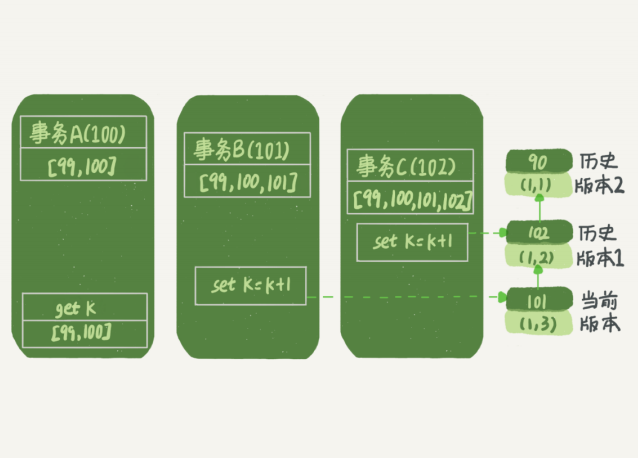 事务A(100)
[99,100]
get k
[99,100]
事务B(101)
[99,100,101]
set k=k+1
事务C(102)
[99,100,101,102]
set k=k+1
90
(1,1)
历史
版本2
102
(1,2)
历史
版本1
101
(1,3)
当前
版本